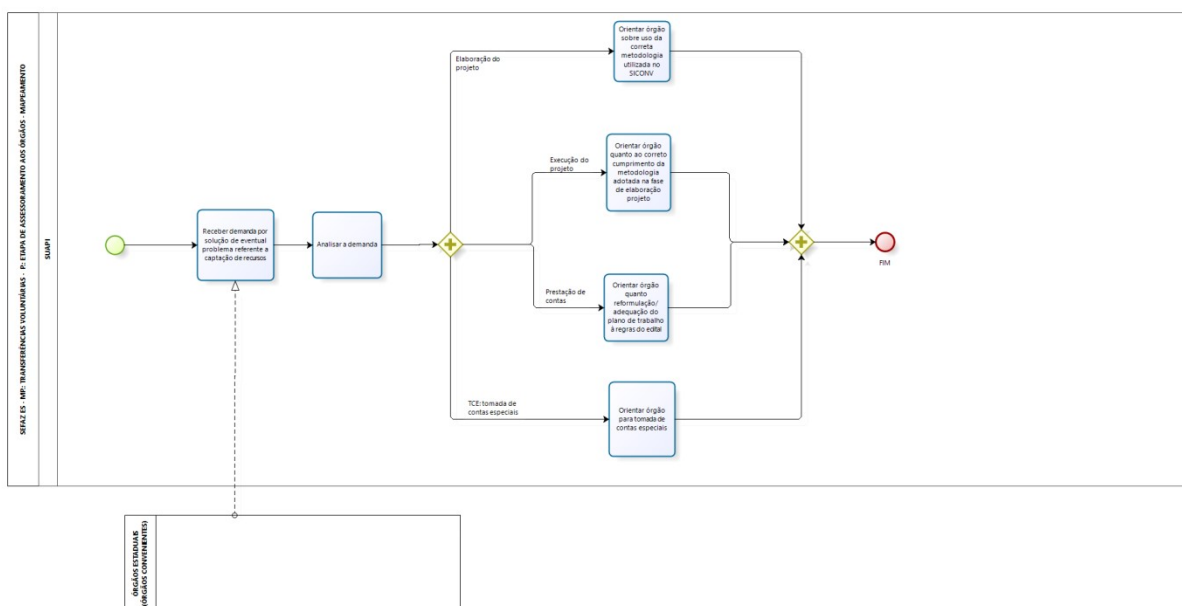 SEFAZ ES - MP.: TRANSFERÊNCIAS VOLUNTÁRIAS - P.: ETAPA DE ASSESSORAMENTO AOS ÓRGÃOS - MAPEAMENTO
SUAPI
Receber demanda por
solução de eventual
problema referente a
captação de recursos
Analisar a demanda
Elaboração do
projeto
Orientar órgão
sobre uso da
correta
metodologia
utilizada no
SICONV
Execução do
projeto
Orientar órgão
quanto ao correto
cumprimento da
metodologia
adotada na fase
de elaboração
projeto
Prestação de
contas
Orientar órgão
quanto
reformulação/
adequação do
plano de trabalho
à regras do edital
TCE: tomada de
contas especiais
Orientar órgão
para tomada de
contas especiais
FIM
ÓRGÃOS ESTADUAIS
(ÓRGÃOS CONVENENTES)